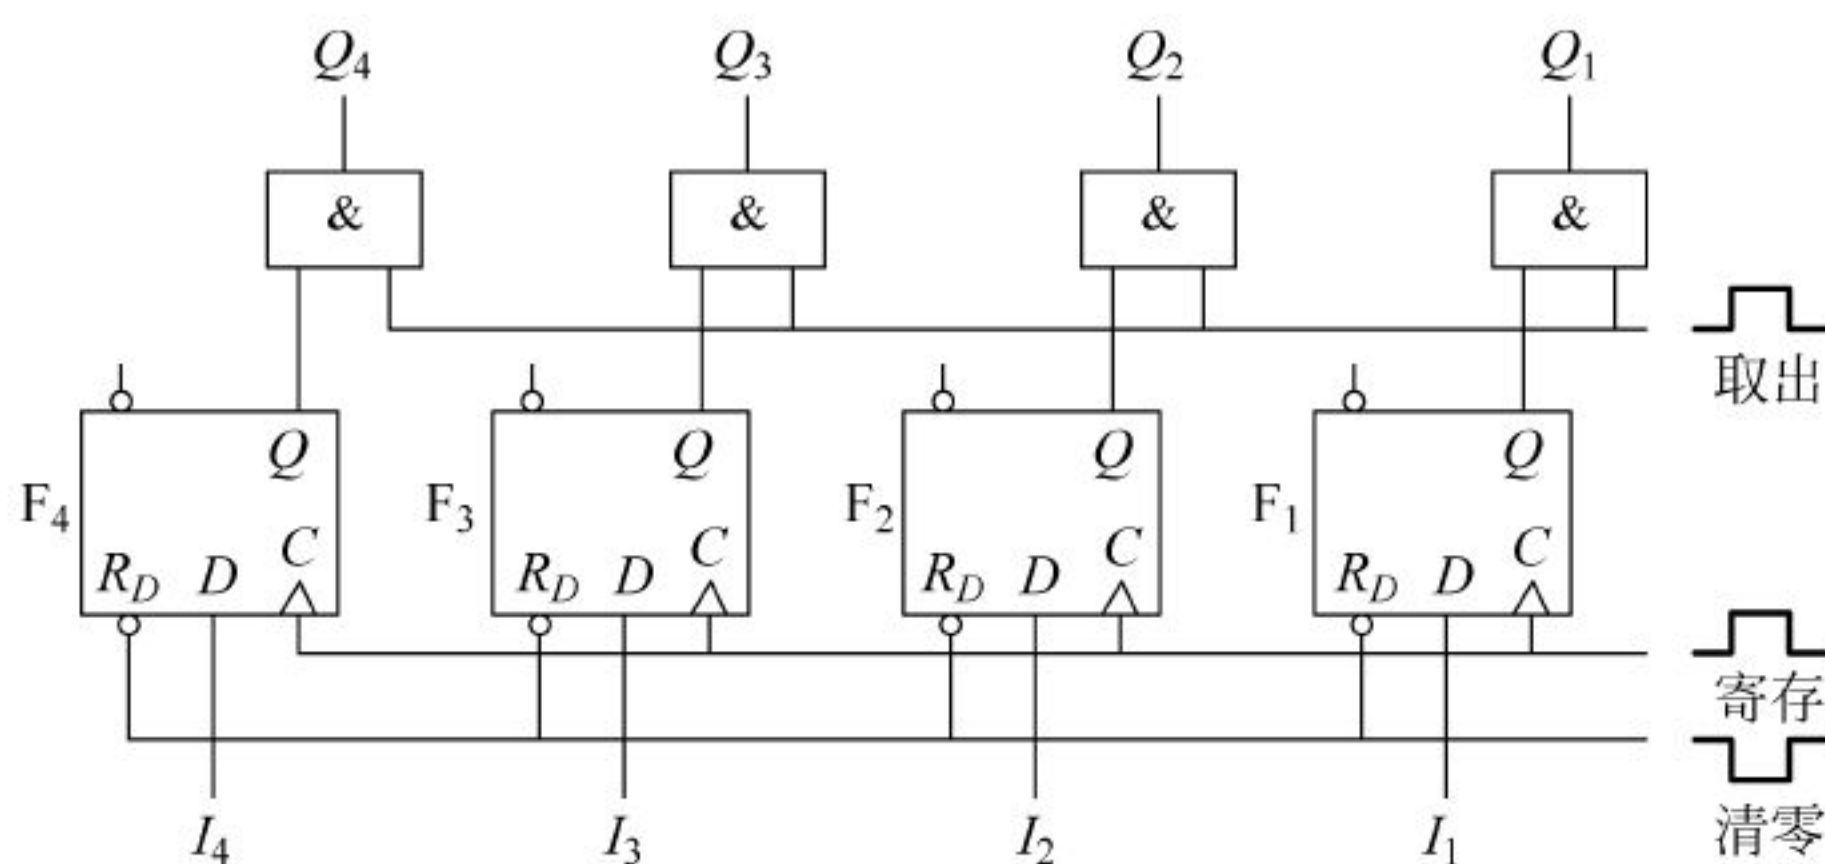 Q4 Q3 Q2 Q1
& & & &
取出
Q Q Q Q
F4 F3 F2 F1
C C C C
RD D RD D RD D RD D
寄存
清零
I4 I3 I2 I1